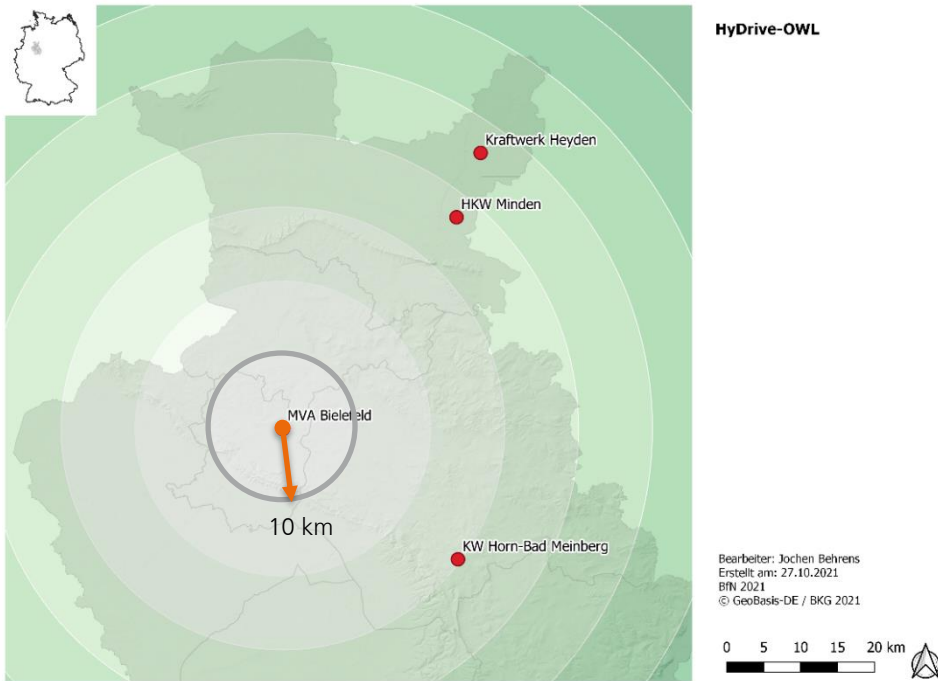 HyDrive-OWL
Kraftwerk Heyden
HKW Minden
MVA Bielefeld
10 km
KW Horn-Bad Meinberg
Bearbeiter: Jochen Behrens
Erstellt am: 27.10.2021
BfN 2021
© GeoBasis-DE / BKG 2021
0 5 10 15 20 km